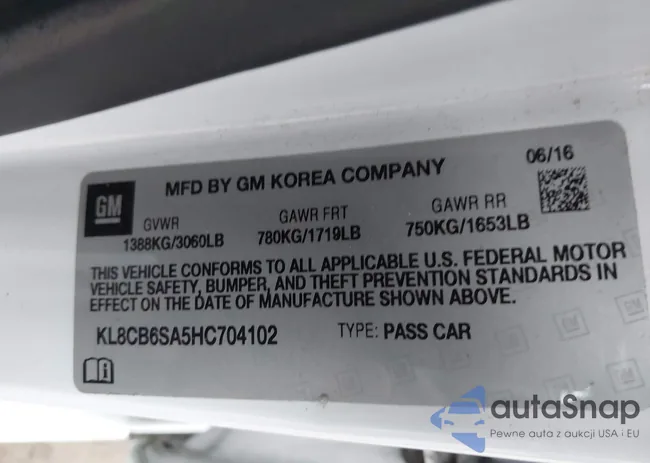 06/16
MFD BY GM KOREA COMPANY
GM
GVWR GAWR FRT GAWR RR
1388KG/3060LB 780KG/1719LB 750KG/1653LB
THIS VEHICLE CONFORMS TO ALL APPLICABLE U.S. FEDERAL MOTOR
VEHICLE SAFETY, BUMPER, AND THEFT PREVENTION STANDARDS IN
EFFECT ON THE DATE OF MANUFACTURE SHOWN ABOVE.
KL8CB6SA5HC704102 TYPE: PASS CAR
autaSnap
Pewne auta z aukcji USA i EU